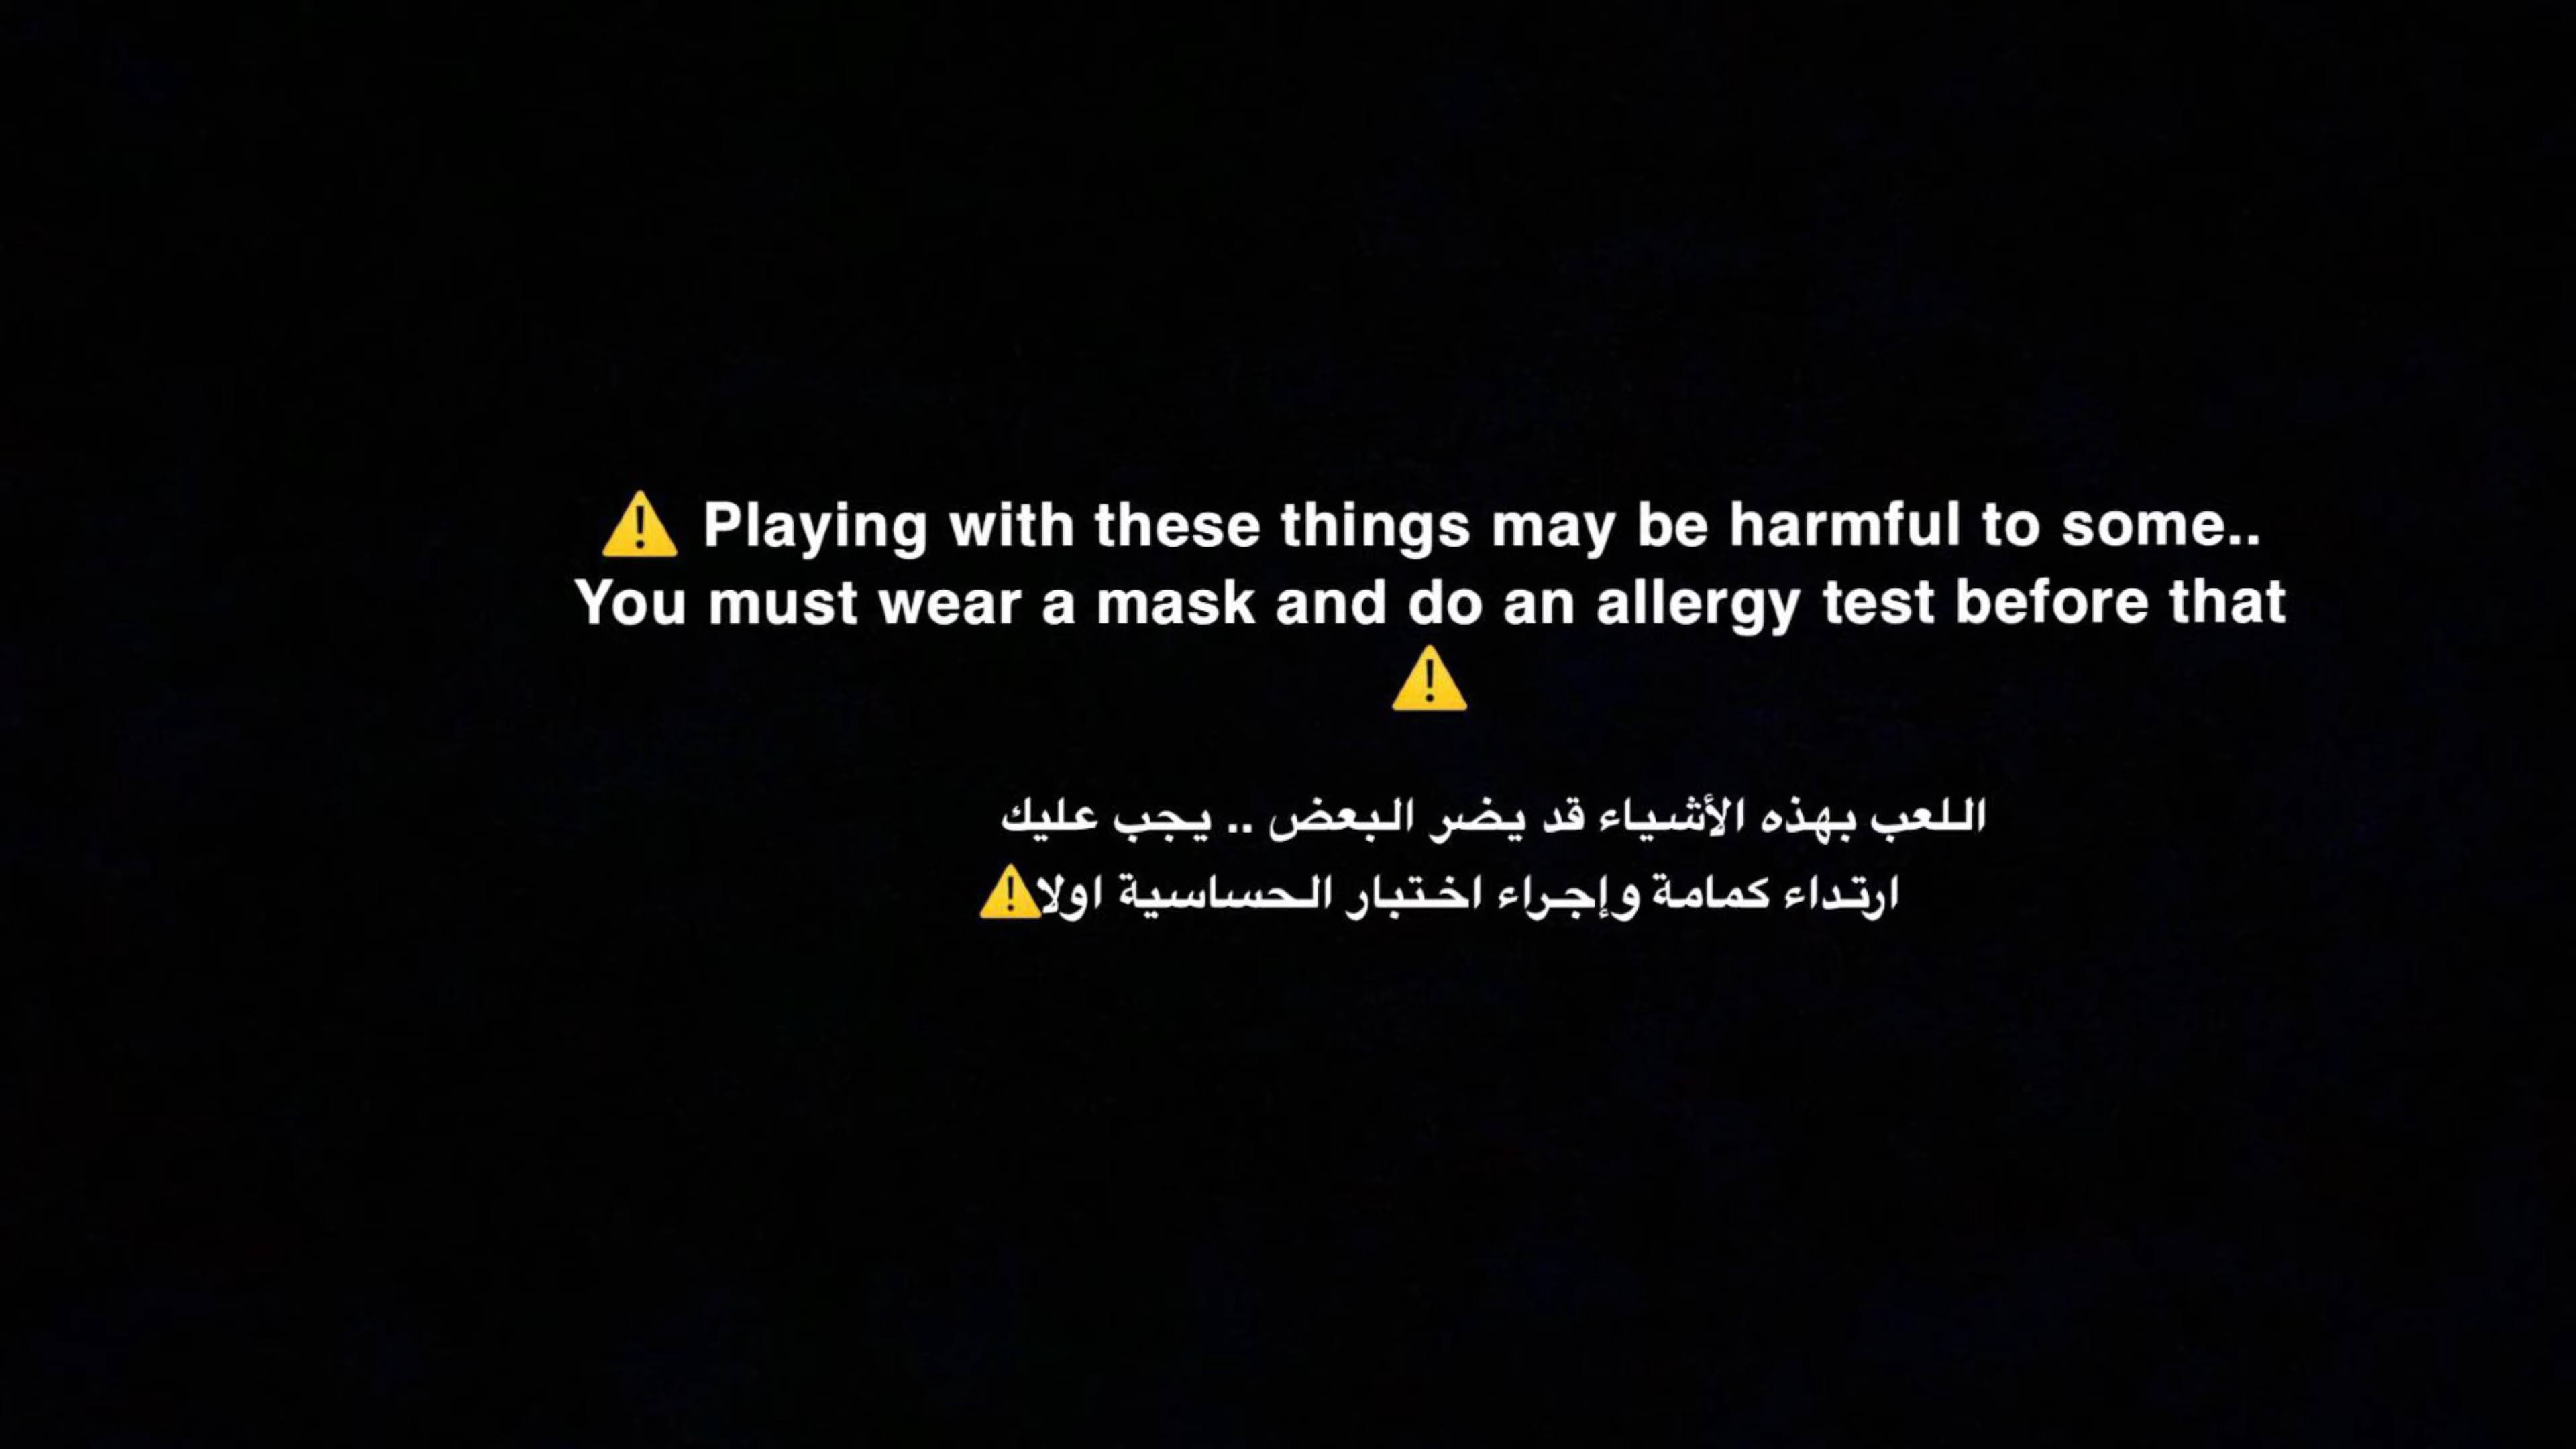 ⚠️ Playing with these things may be harmful to some..
You must wear a mask and do an allergy test before that
⚠️
اللعب بهذه الأشياء قد يضر البعض .. يجب عليك
ارتداء كمامة وإجراء اختبار الحساسية اولا⚠️